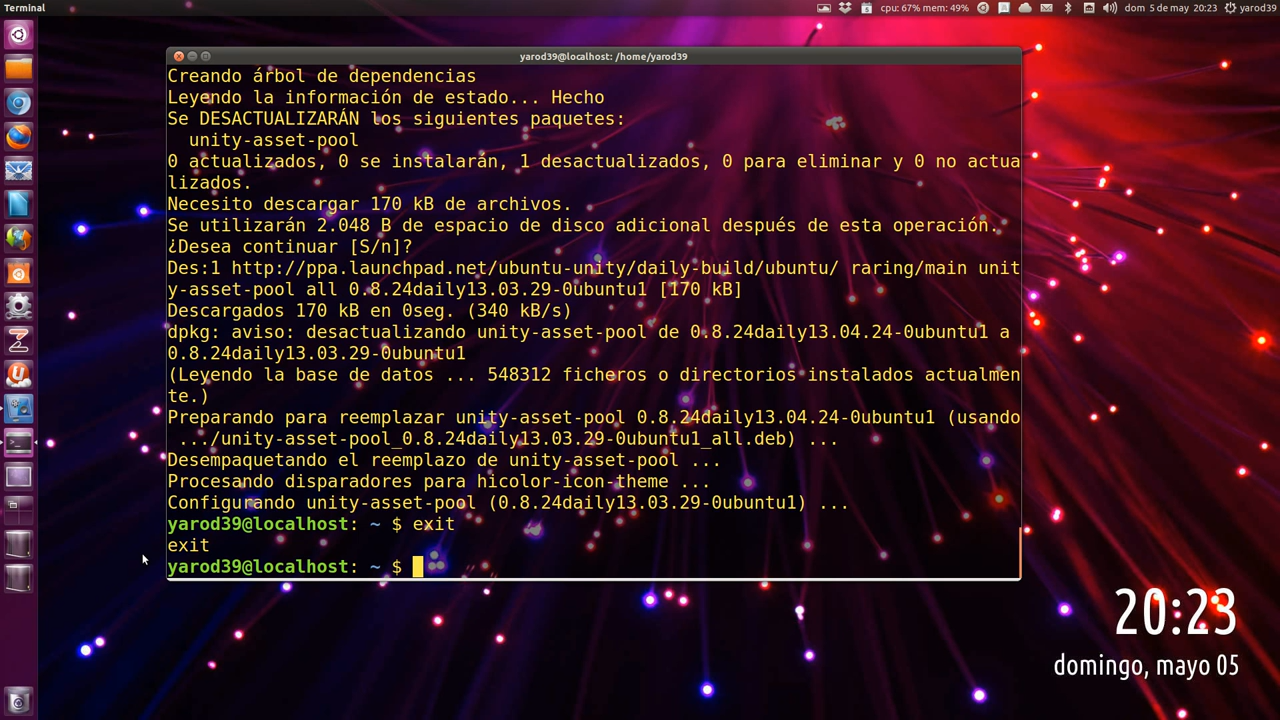 Terminal
cpu: 67% mem: 49%
dom 5 de may 20:23
yarod39
yarod39@localhost: /home/yarod39
Creando árbol de dependencias
Leyendo la información de estado... Hecho
Se DESACTUALIZARÁN los siguientes paquetes:
unity-asset-pool
0 actualizados, 0 se instalarán, 1 desactualizados, 0 para eliminar y 0 no actua
lizados.
Necesito descargar 170 kB de archivos.
Se utilizarán 2.048 B de espacio de disco adicional después de esta operación.
¿Desea continuar [S/n]?
Des:1 http://ppa.launchpad.net/ubuntu-unity/daily-build/ubuntu/ raring/main unit
y-asset-pool all 0.8.24daily13.03.29-0ubuntu1 [170 kB]
Descargados 170 kB en 0seg. (340 kB/s)
dpkg: aviso: desactualizando unity-asset-pool de 0.8.24daily13.04.24-0ubuntu1 a
0.8.24daily13.03.29-0ubuntu1
(Leyendo la base de datos ... 548312 ficheros o directorios instalados actualmen
te.)
Preparando para reemplazar unity-asset-pool 0.8.24daily13.04.24-0ubuntu1 (usando
.../unity-asset-pool_0.8.24daily13.03.29-0ubuntu1_all.deb) ...
Desempaquetando el reemplazo de unity-asset-pool ...
Procesando disparadores para hicolor-icon-theme ...
Configurando unity-asset-pool (0.8.24daily13.03.29-0ubuntu1) ...
yarod39@localhost: ~ $ exit
exit
yarod39@localhost: ~ $
20:23
domingo, mayo 05